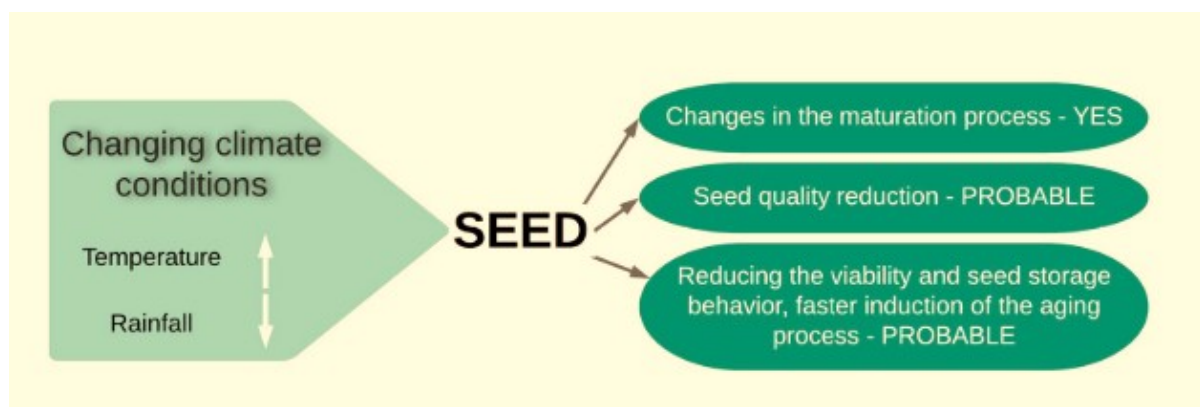 Changing climate
conditions
Temperature
Rainfall
SEED
Changes in the maturation process - YES
Seed quality reduction - PROBABLE
Reducing the viability and seed storage
behavior, faster induction of the aging
process - PROBABLE